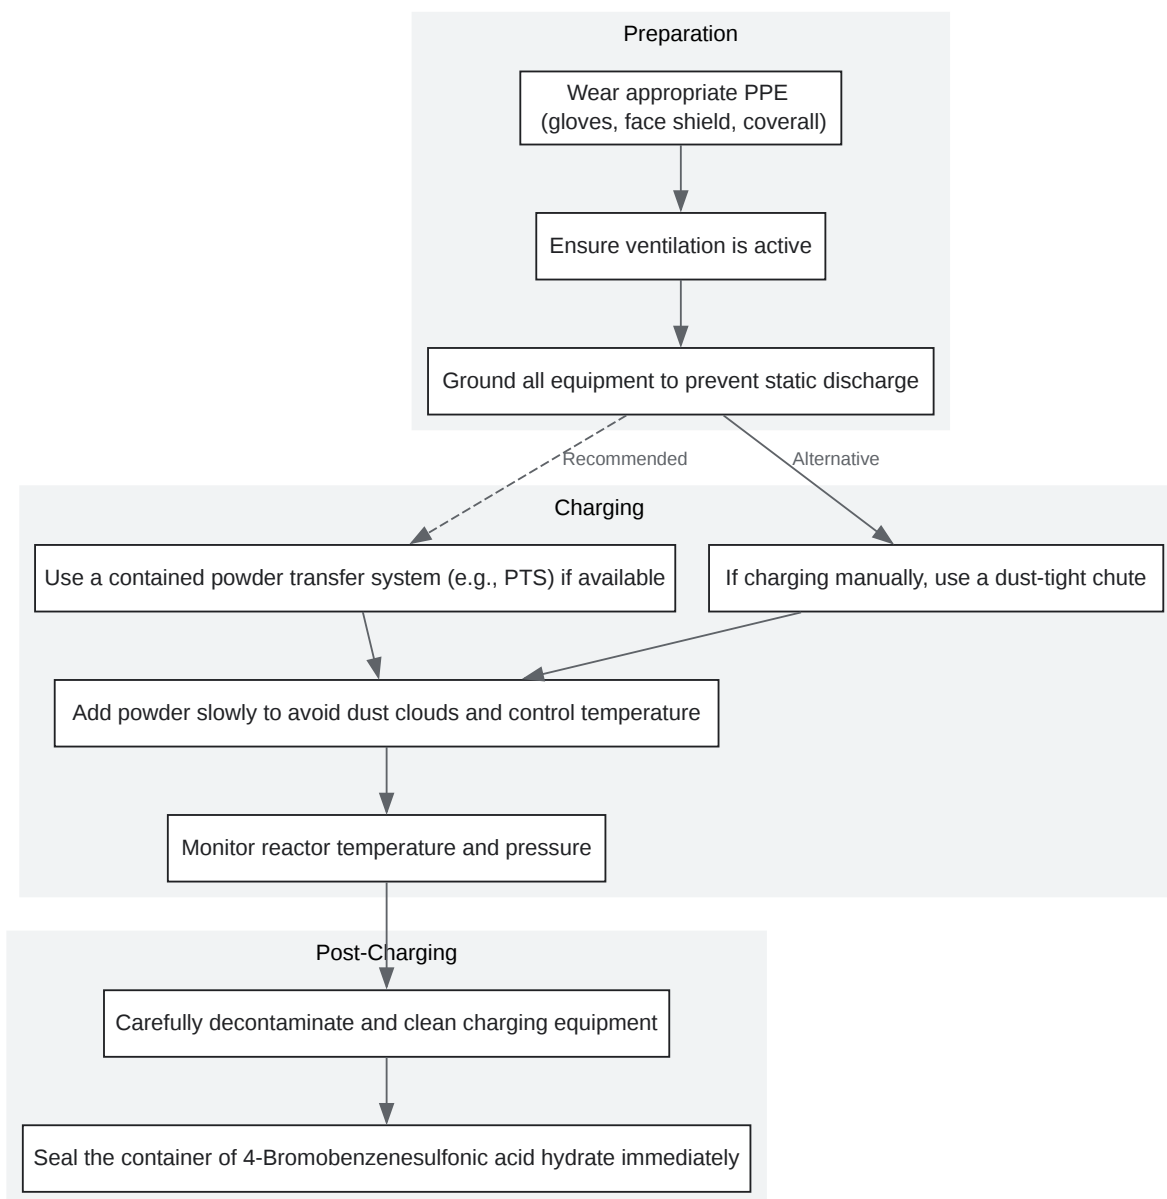 Preparation
Wear appropriate PPE
(gloves, face shield, coverall)
Ensure ventilation is active
Ground all equipment to prevent static discharge
Recommended
Alternative
Charging
Use a contained powder transfer system (e.g., PTS) if available
If charging manually, use a dust-tight chute
Add powder slowly to avoid dust clouds and control temperature
Monitor reactor temperature and pressure
Post-Charging
Carefully decontaminate and clean charging equipment
Seal the container of 4-Bromobenzenesulfonic acid hydrate immediately